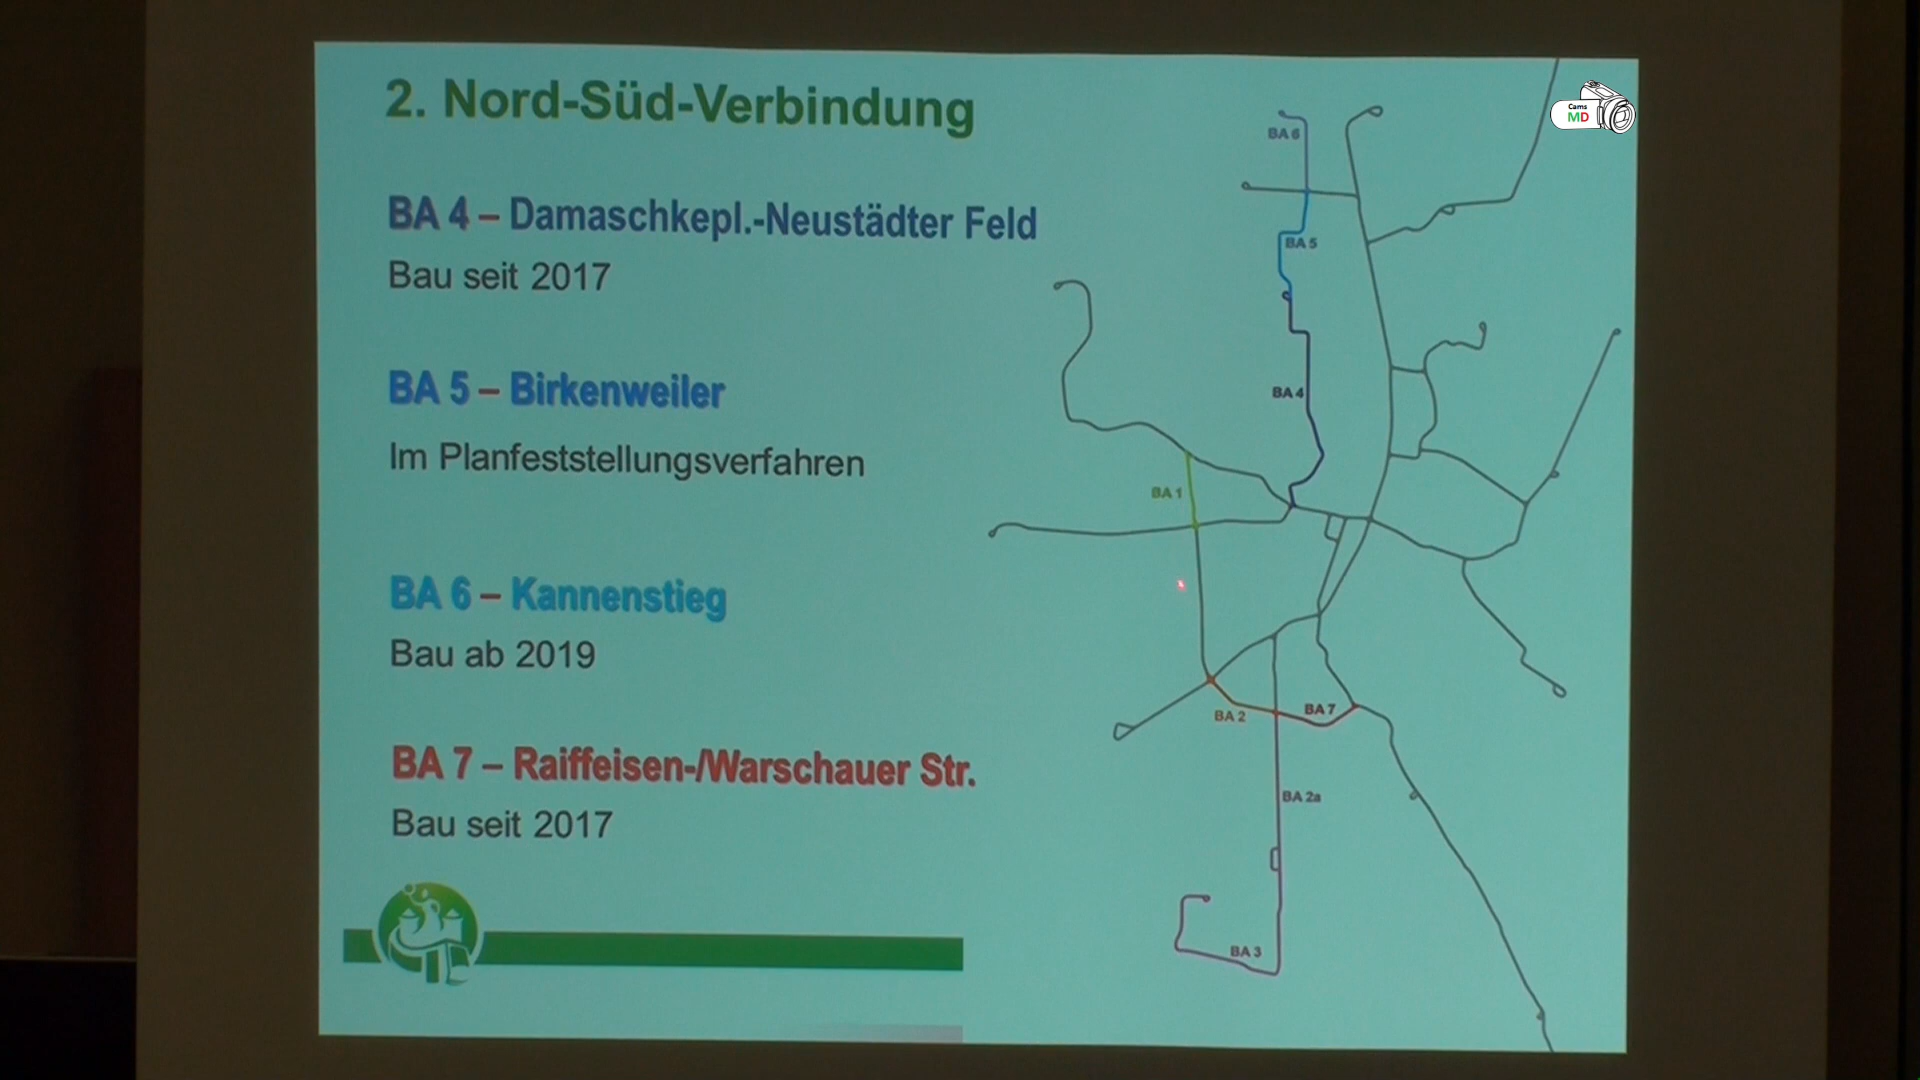 2. Nord-Süd-Verbindung
Cams
MD
BA 6
BA 4 – Damaschkepl.-Neustädter Feld
BA 5
Bau seit 2017
BA 5 – Birkenweiler
BA 4
Im Planfeststellungsverfahren
BA 1
BA 6 – Kannenstieg
Bau ab 2019
BA 2
BA 7
BA 7 – Raiffeisen-/Warschauer Str.
BA 2a
Bau seit 2017
BA 3